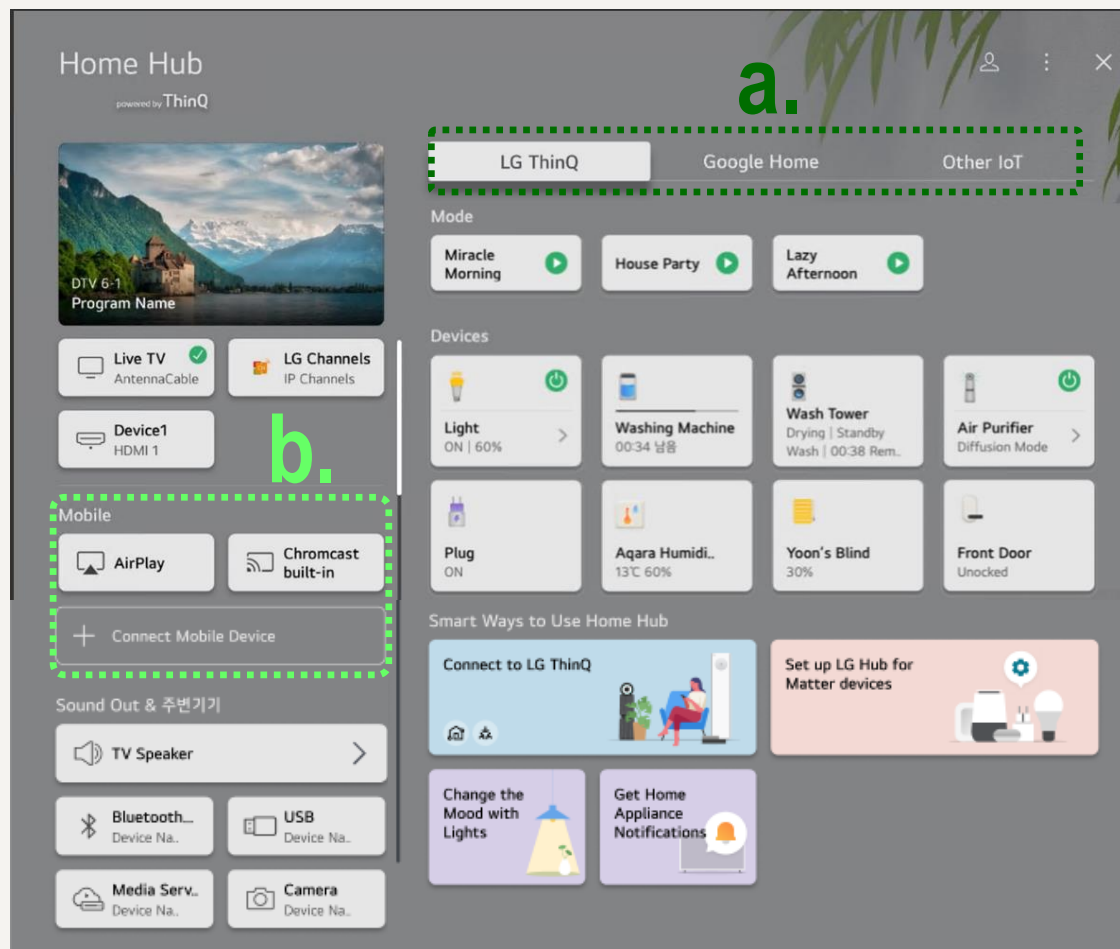 Home Hub
powered by ThinQ
a.
LG ThinQ
Google Home
Other IoT
DTV 6-1
Program Name
Live TV
AntennaCable
LG Channels
IP Channels
Device1
HDMI 1
b.
Mobile
AirPlay
Chromcast
built-in
Connect Mobile Device
Sound Out & 주변기기
TV Speaker
Bluetooth...
Device Na..
USB
Device Na..
Media Serv..
Device Na..
Camera
Device Na..
Mode
Miracle
Morning
House Party
Lazy
Afternoon
Devices
Light
ON | 60%
Washing Machine
00:34 남음
Wash Tower
Drying | Standby
Wash | 00:38 Rem..
Air Purifier
Diffusion Mode
Plug
ON
Aqara Humidi..
13℃ 60%
Yoon's Blind
30%
Front Door
Unocked
Smart Ways to Use Home Hub
Connect to LG ThinQ
Set up LG Hub for
Matter devices
Change the
Mood with
Lights
Get Home
Appliance
Notifications